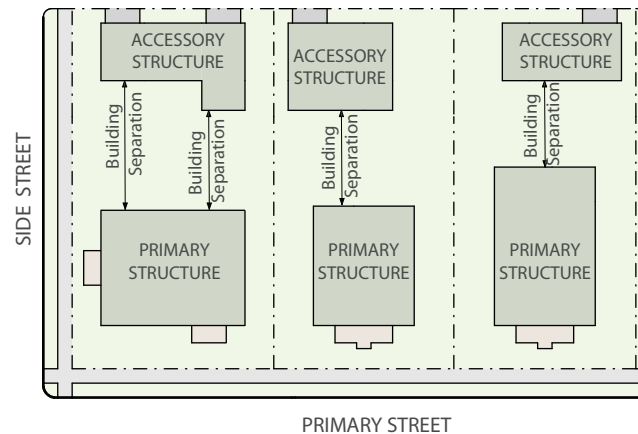 ACCESSORY
STRUCTURE
ACCESSORY
STRUCTURE
ACCESSORY
STRUCTURE
Building
Separation
Building
Separation
Building
Separation
Building
Separation
SIDE STREET
PRIMARY
STRUCTURE
PRIMARY
STRUCTURE
PRIMARY
STRUCTURE
PRIMARY STREET